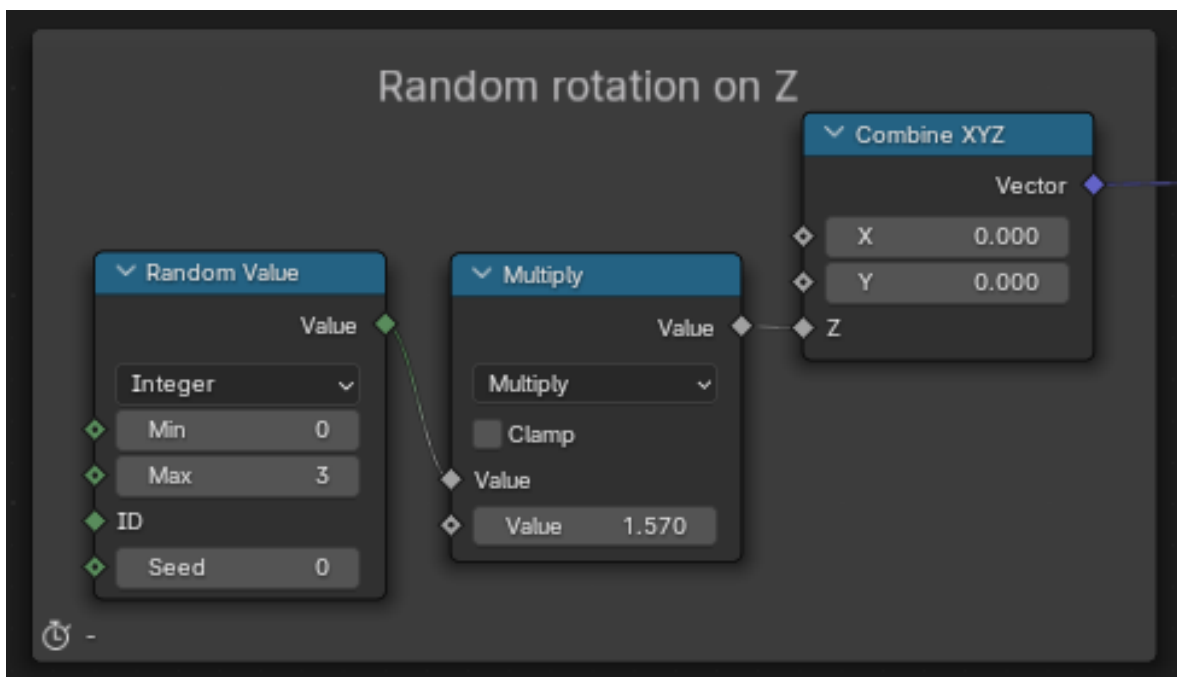 Random rotation on Z
Combine XYZ
Vector
X 0.000
Y 0.000
Z
Random Value
Value
Integer
Min 0
Max 3
ID
Seed 0
Multiply
Value
Multiply
Clamp
Value
Value 1.570
-